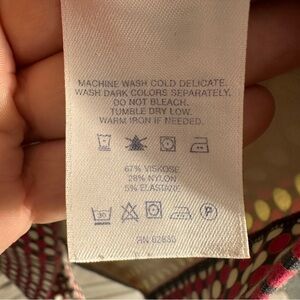 MACHINE WASH COLD DELICATE.
WASH DARK COLORS SEPARATELY.
DO NOT BLEACH.
TUMBLE DRY LOW.
WARM IRON IF NEEDED.
67% VISKOSE
28% NYLON
5% ELASTANE
30 P
RN 62830